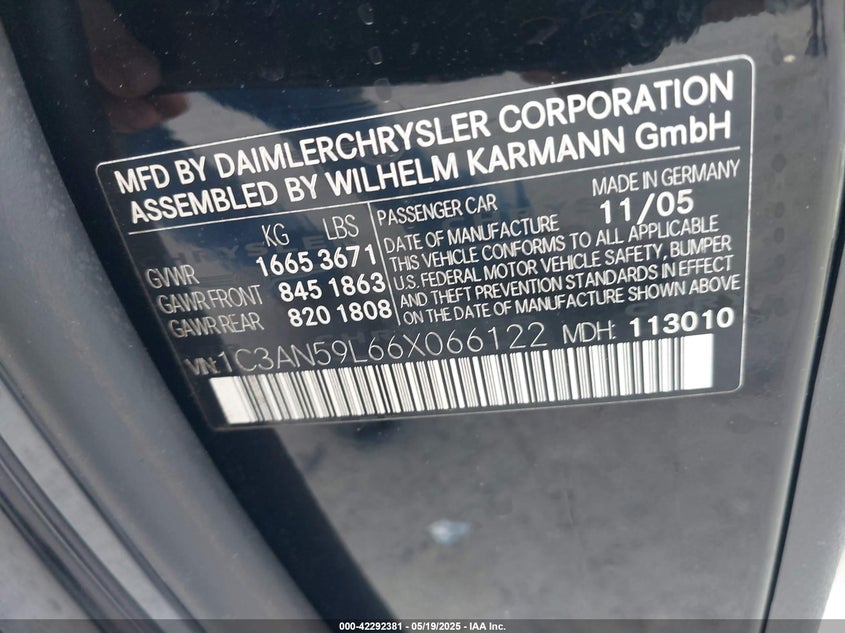 MFD BY DAIMLERCHRYSLER CORPORATION
ASSEMBLED BY WILHELM KARMANN GmbH
KG LBS
GVWR 1665 3671
GAWR FRONT 845 1863
GAWR REAR 820 1808
PASSENGER CAR MADE IN GERMANY
DATE OF MANUFACTURE 11/05
THIS VEHICLE CONFORMS TO ALL APPLICABLE
U.S. FEDERAL MOTOR VEHICLE SAFETY, BUMPER
AND THEFT PREVENTION STANDARDS IN EFFECT
ON THE DATE OF MANUFACTURE SHOWN ABOVE
VIN: 1C3AN59L66X066122 MDH: 113010
000-42292381 - 05/19/2025 - IAA Inc.